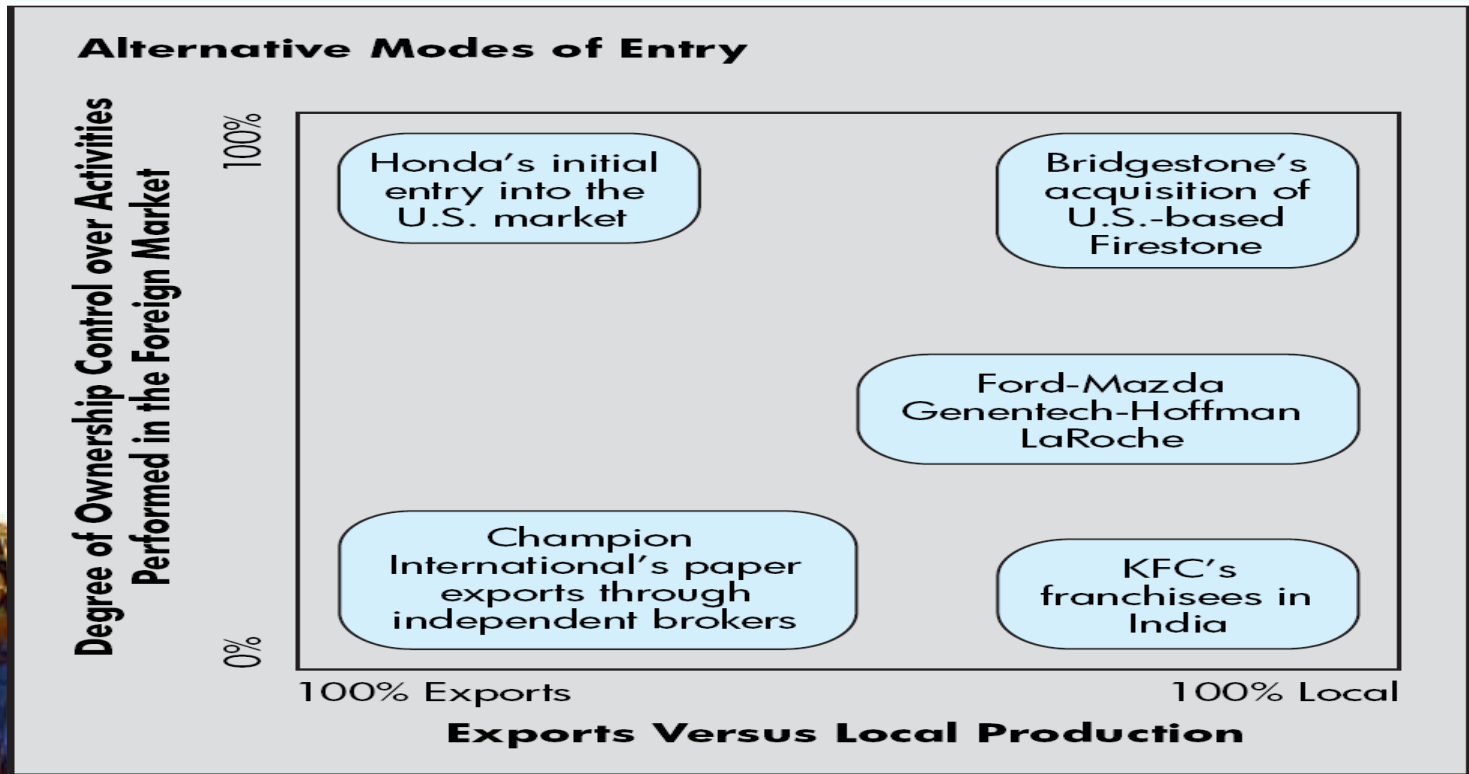 Alternative Modes of Entry
Degree of Ownership Control over Activities
Performed in the Foreign Market
100%
0%
Honda's initial
entry into the
U.S. market
Bridgestone's
acquisition of
U.S.-based
Firestone
Ford-Mazda
Genentech-Hoffman
LaRoche
Champion
International's paper
exports through
independent brokers
KFC's
franchisees in
India
100% Exports
100% Local
Exports Versus Local Production